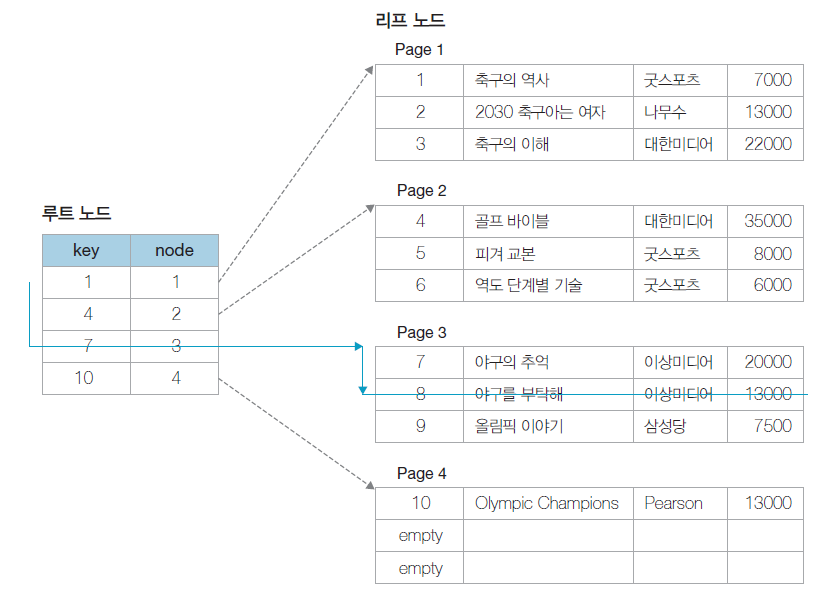 리프 노드
Page 1
1 축구의 역사 굿스포츠 7000
2 2030 축구아는 여자 나무수 13000
3 축구의 이해 대한미디어 22000
Page 2
4 골프 바이블 대한미디어 35000
5 피겨 교본 굿스포츠 8000
6 역도 단계별 기술 굿스포츠 6000
루트 노드
key node
1 1
4 2
7 3
10 4
Page 3
7 야구의 추억 이상미디어 20000
8 야구를 부탁해 이상미디어 13000
9 올림픽 이야기 삼성당 7500
Page 4
10 Olympic Champions Pearson 13000
empty
empty